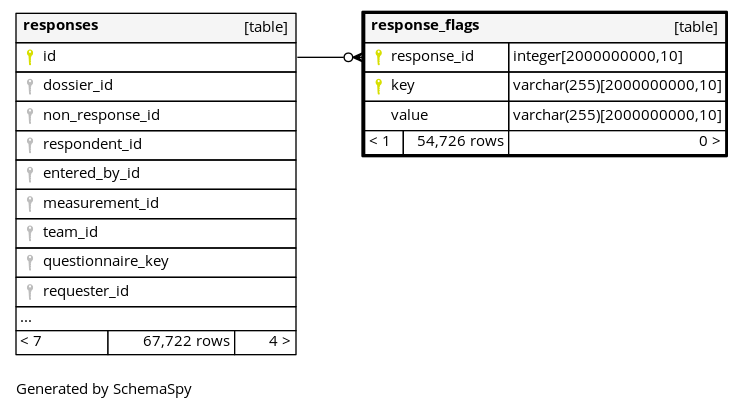 responses [table]
id
dossier_id
non_response_id
respondent_id
entered_by_id
measurement_id
team_id
questionnaire_key
requester_id
...
< 7 67,722 rows 4 >
response_flags [table]
response_id integer[2000000000,10]
key varchar(255)[2000000000,10]
value varchar(255)[2000000000,10]
< 1 54,726 rows 0 >
Generated by SchemaSpy